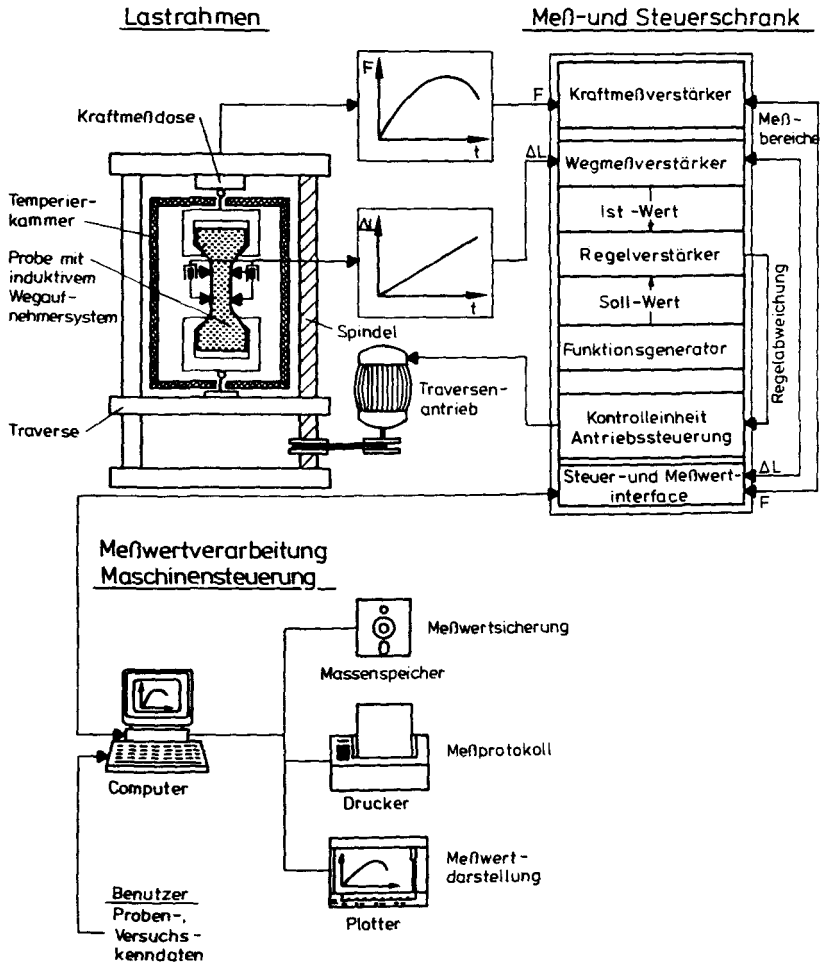 Lastrahmen
Meß-und Steuerschrank
F
t
Kraftmeßdose
Temperier-
kammer
Probe mit
induktivem
Wegauf-
nehmersystem
Traverse
ΔL
t
Spindel
Traversen-
antrieb
F
ΔL
Kraftmeßverstärker
Wegmeßverstärker
Ist-Wert
Regelverstärker
Soll-Wert
Funktionsgenerator
Kontrolleinheit
Antriebssteuerung
Steuer-und Meßwert-
interface
Meß-
bereiche
Regelabweichung
ΔL
F
Meßwertverarbeitung
Maschinensteuerung
Meßwertsicherung
Massenspeicher
Computer
Meßprotokoll
Drucker
Meßwert-
darstellung
Plotter
Benutzer
Proben-,
Versuchs-
kenndaten